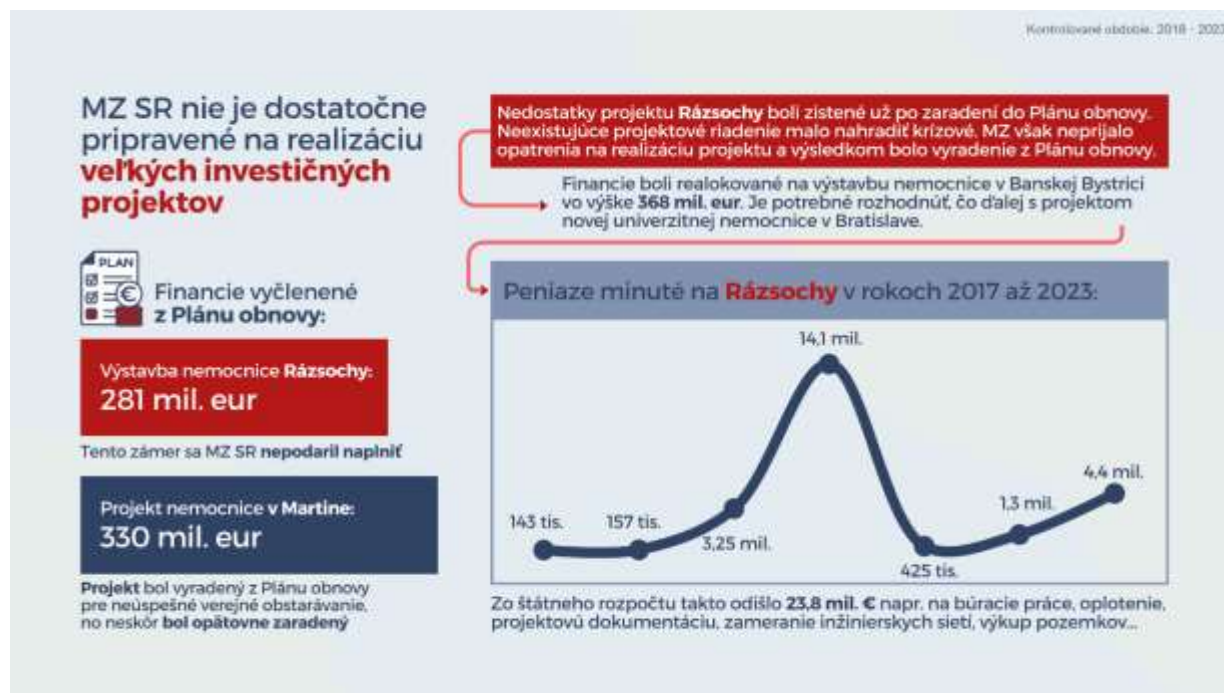 Kontrolované obdobie: 2018 - 2023
MZ SR nie je dostatočne
pripravené na realizáciu
veľkých investičných
projektov
PLAN
Financie vyčlenené
z Plánu obnovy:
Výstavba nemocnice Rázsochy:
281 mil. eur
Tento zámer sa MZ SR nepodaril naplniť
Projekt nemocnice v Martine:
330 mil. eur
Projekt bol vyradený z Plánu obnovy
pre neúspešné verejné obstarávanie,
no neskôr bol opätovne zaradený
Nedostatky projektu Rázsochy boli zistené už po zaradení do Plánu obnovy.
Neexistujúce projektové riadenie malo nahradiť krízové. MZ však neprijalo
opatrenia na realizáciu projektu a výsledkom bolo vyradenie z Plánu obnovy.
Financie boli realokované na výstavbu nemocnice v Banskej Bystrici
vo výške 368 mil. eur. Je potrebné rozhodnúť, čo ďalej s projektom
novej univerzitnej nemocnice v Bratislave.
Peniaze minuté na Rázsochy v rokoch 2017 až 2023:
143 tis.
157 tis.
3,25 mil.
14,1 mil.
425 tis.
1,3 mil.
4,4 mil.
Zo štátneho rozpočtu takto odišlo 23,8 mil. € napr. na búracie práce, oplotenie,
projektovú dokumentáciu, zameranie inžinierskych sietí, výkup pozemkov...